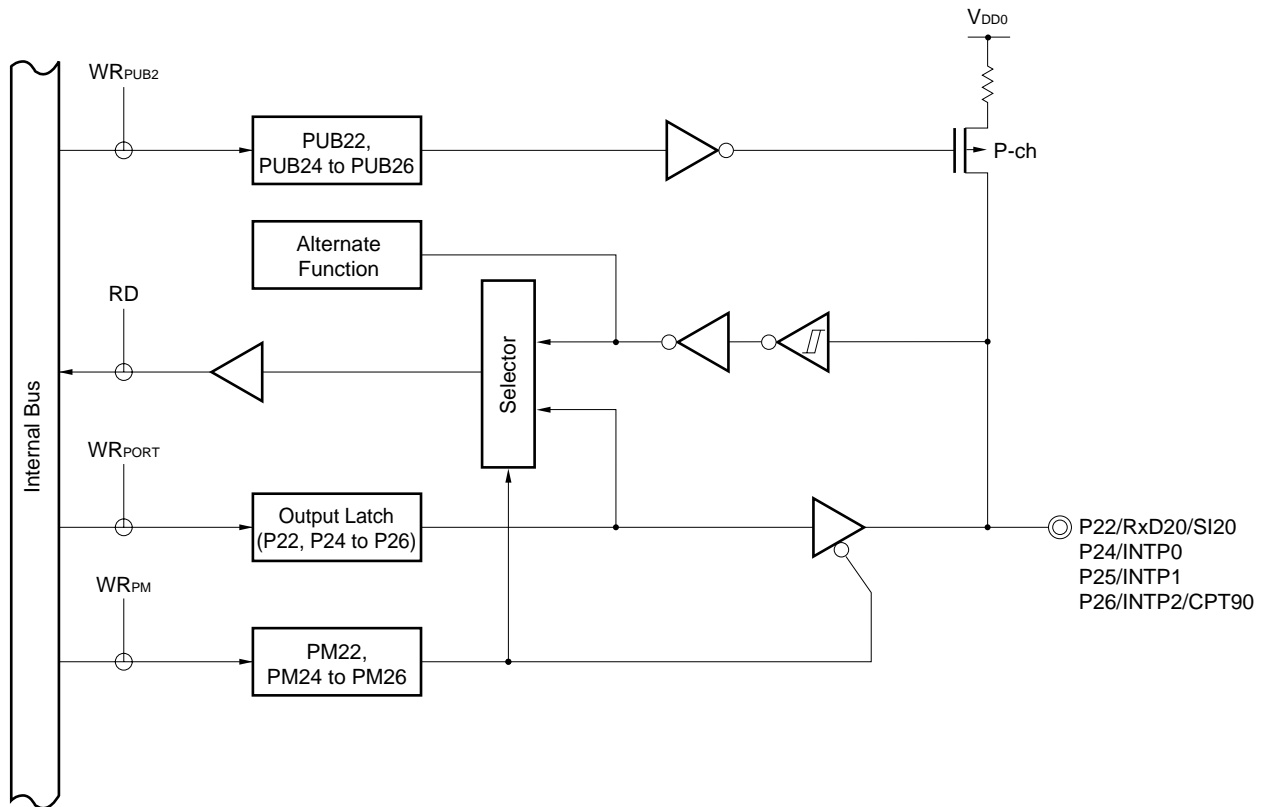 VDD0
WRPUB2
PUB22,
PUB24 to PUB26
P-ch
Alternate
Function
RD
Selector
Internal Bus
WRPORT
Output Latch
(P22, P24 to P26)
P22/RxD20/SI20
P24/INTP0
P25/INTP1
P26/INTP2/CPT90
WRPM
PM22,
PM24 to PM26